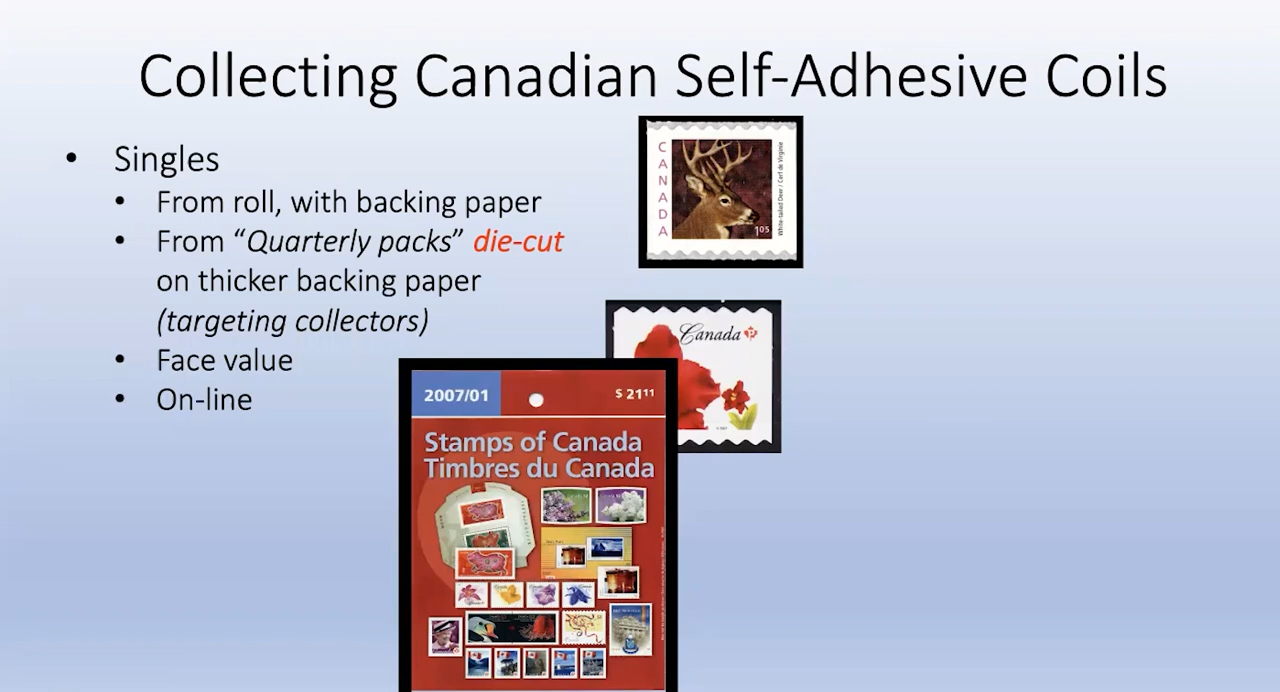 Collecting Canadian Self-Adhesive Coils
• Singles
• From roll, with backing paper
• From “Quarterly packs” die-cut
on thicker backing paper
(targeting collectors)
• Face value
• On-line
CANADA
105
White-tailed Deer / Cerf de Virginie
Canada P
2007/01
$ 2111
Stamps of Canada
Timbres du Canada